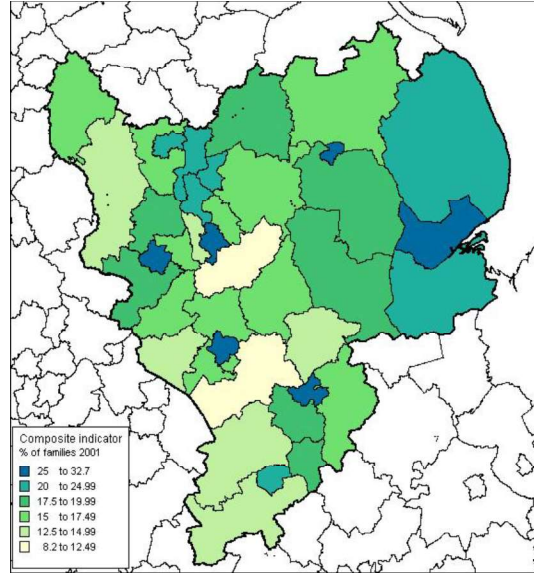 Composite indicator
% of families 2001
25 to 32.7
20 to 24.99
17.5 to 19.99
15 to 17.49
12.5 to 14.99
8.2 to 12.49